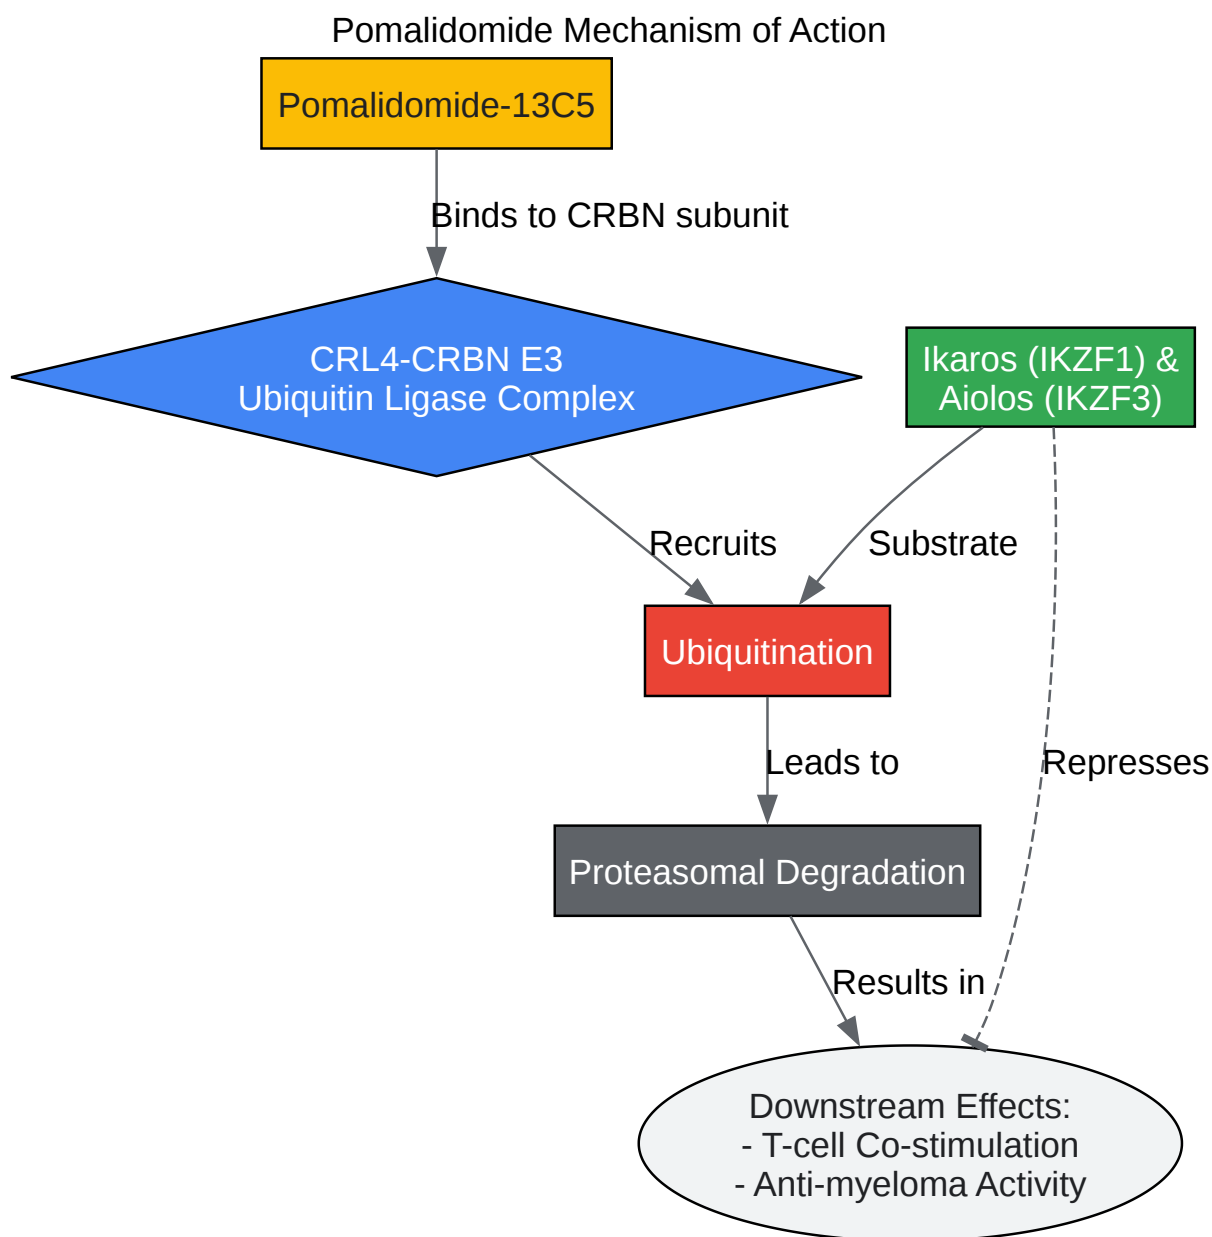 Pomalidomide Mechanism of Action
Pomalidomide-13C5
Binds to CRBN subunit
CRL4-CRBN E3
Ubiquitin Ligase Complex
Ikaros (IKZF1) &
Aiolos (IKZF3)
Recruits
Substrate
Ubiquitination
Leads to
Represses
Proteasomal Degradation
Results in
Downstream Effects:
- T-cell Co-stimulation
- Anti-myeloma Activity